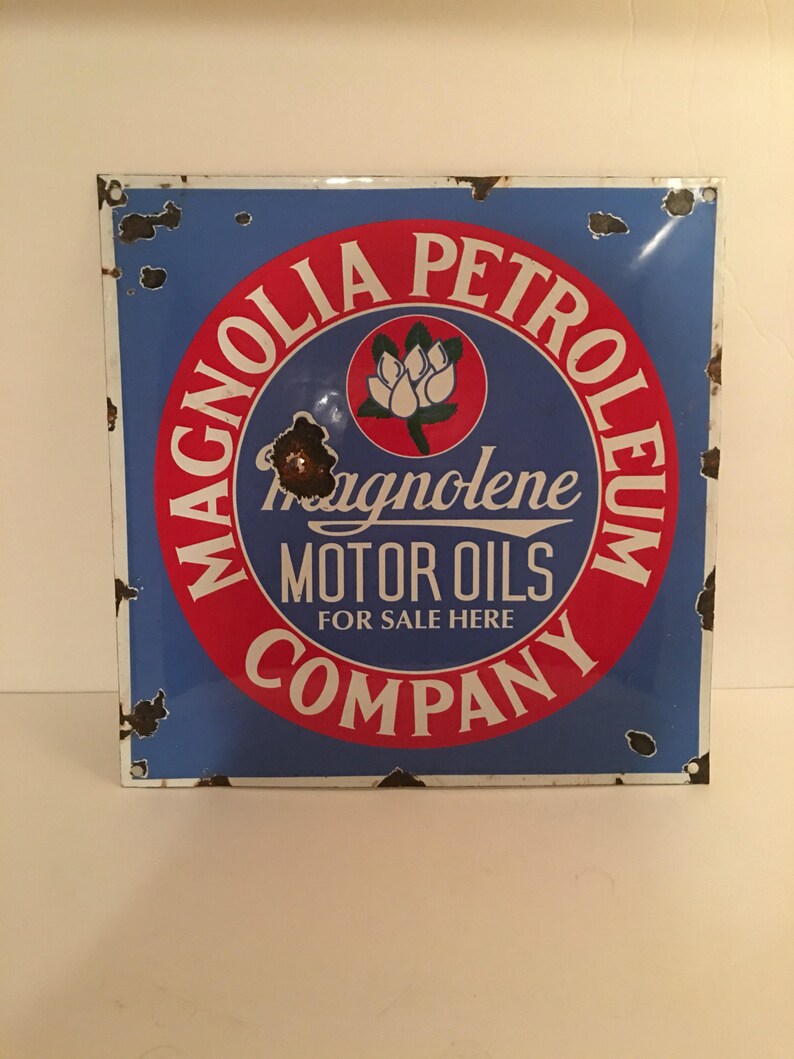 MAGNOLIA PETROLEUM
Magnolene
MOTOR OILS
FOR SALE HERE
COMPANY